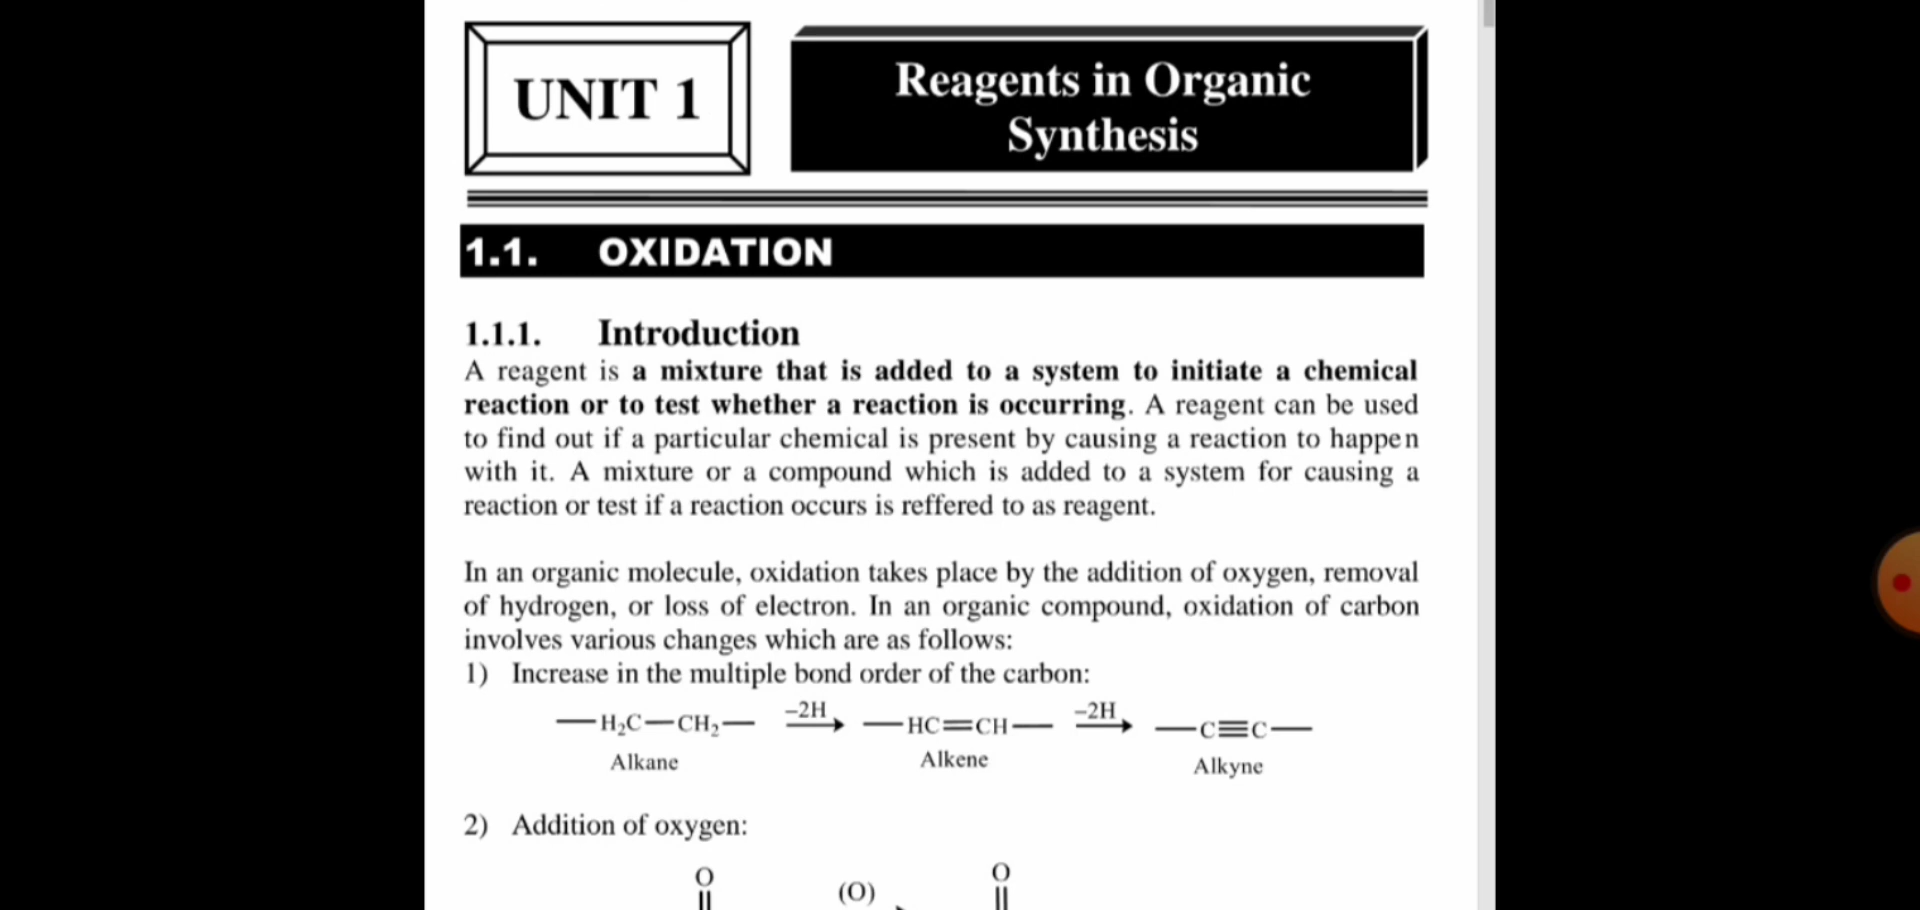 UNIT 1
Reagents in Organic
Synthesis
1.1. OXIDATION
1.1.1. Introduction
A reagent is a mixture that is added to a system to initiate a chemical
reaction or to test whether a reaction is occurring. A reagent can be used
to find out if a particular chemical is present by causing a reaction to happen
with it. A mixture or a compound which is added to a system for causing a
reaction or test if a reaction occurs is reffered to as reagent.
In an organic molecule, oxidation takes place by the addition of oxygen, removal
of hydrogen, or loss of electron. In an organic compound, oxidation of carbon
involves various changes which are as follows:
1) Increase in the multiple bond order of the carbon:
—H₂C—CH₂— –2H —HC=CH— –2H —C≡C—
Alkane Alkene Alkyne
2) Addition of oxygen:
O (O) O